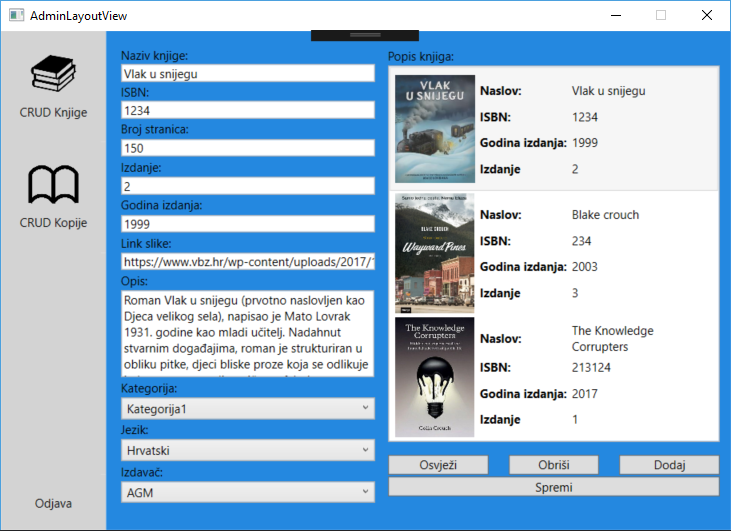 AdminLayoutView
CRUD Knjige
CRUD Kopije
Odjava
Naziv knjige:
Vlak u snijegu
ISBN:
1234
Broj stranica:
150
Izdanje:
2
Godina izdanja:
1999
Link slike:
https://www.vbz.hr/wp-content/uploads/2017/1
Opis:
Roman Vlak u snijegu (prvotno naslovljen kao
Djeca velikog sela), napisao je Mato Lovrak
1931. godine kao mladi učitelj. Nadahnut
stvarnim događajima, roman je strukturiran u
obliku pitke, djeci bliske proze koja se odlikuje
Kategorija:
Kategorija1
Jezik:
Hrvatski
Izdavač:
AGM
Popis knjiga:
VLAK
U SNIJEGU
Naslov: Vlak u snijegu
ISBN: 1234
Godina izdanja: 1999
Izdanje 2
BLAKE CROUCH
Wayward Pines
Naslov: Blake crouch
ISBN: 234
Godina izdanja: 2003
Izdanje 3
The Knowledge
Corrupters
Colin Crouch
Naslov: The Knowledge
Corrupters
ISBN: 213124
Godina izdanja: 2017
Izdanje 1
Osvježi
Obriši
Dodaj
Spremi